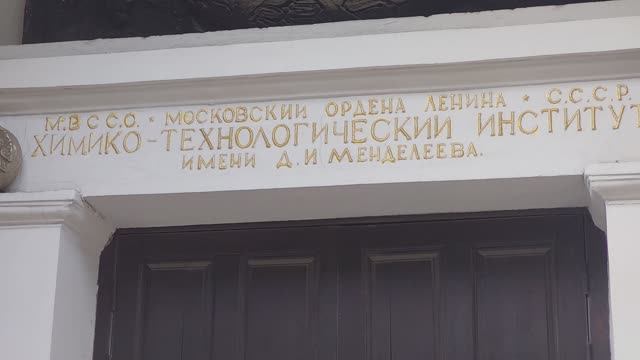 М.В С С.О. • МОСКОВСКИЙ ОРДЕНА ЛЕНИНА • С.С.С.Р.
ХИМИКО-ТЕХНОЛОГИЧЕСКИЙ ИНСТИТУТ
ИМЕНИ Д. И МЕНДЕЛЕЕВА.